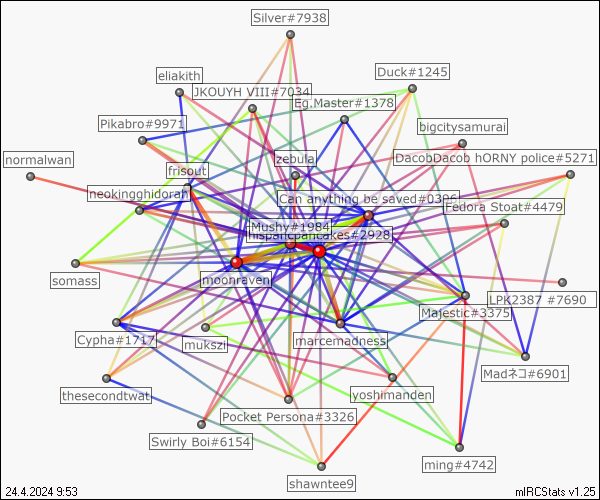 Silver#7938
eliakith
Duck#1245
JKOUYH VIII#7034
Eg.Master#1378
Pikabro#9971
bigcitysamurai
normalwan
zebula
DacobDacob hORNY police#5271
frisout
neokingghidorah
Can anything be saved#0396
Fedora Stoat#4479
Mushy#1984
hispanicpancakes#2928
somass
moonraven
LPK2387 #7690
Majestic#3375
Cypha#1717
mukszi
marcemadness
Madネコ#6901
thesecondtwat
yoshimanden
Pocket Persona#3326
Swirly Boi#6154
ming#4742
shawntee9
24.4.2024 9:53
mIRCStats v1.25